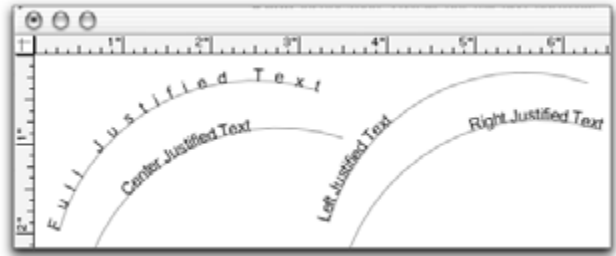 1" 2" 3" 4" 5" 6"
Full Justified Text
Center Justified Text
Left Justified Text
Right Justified Text
1"
2"